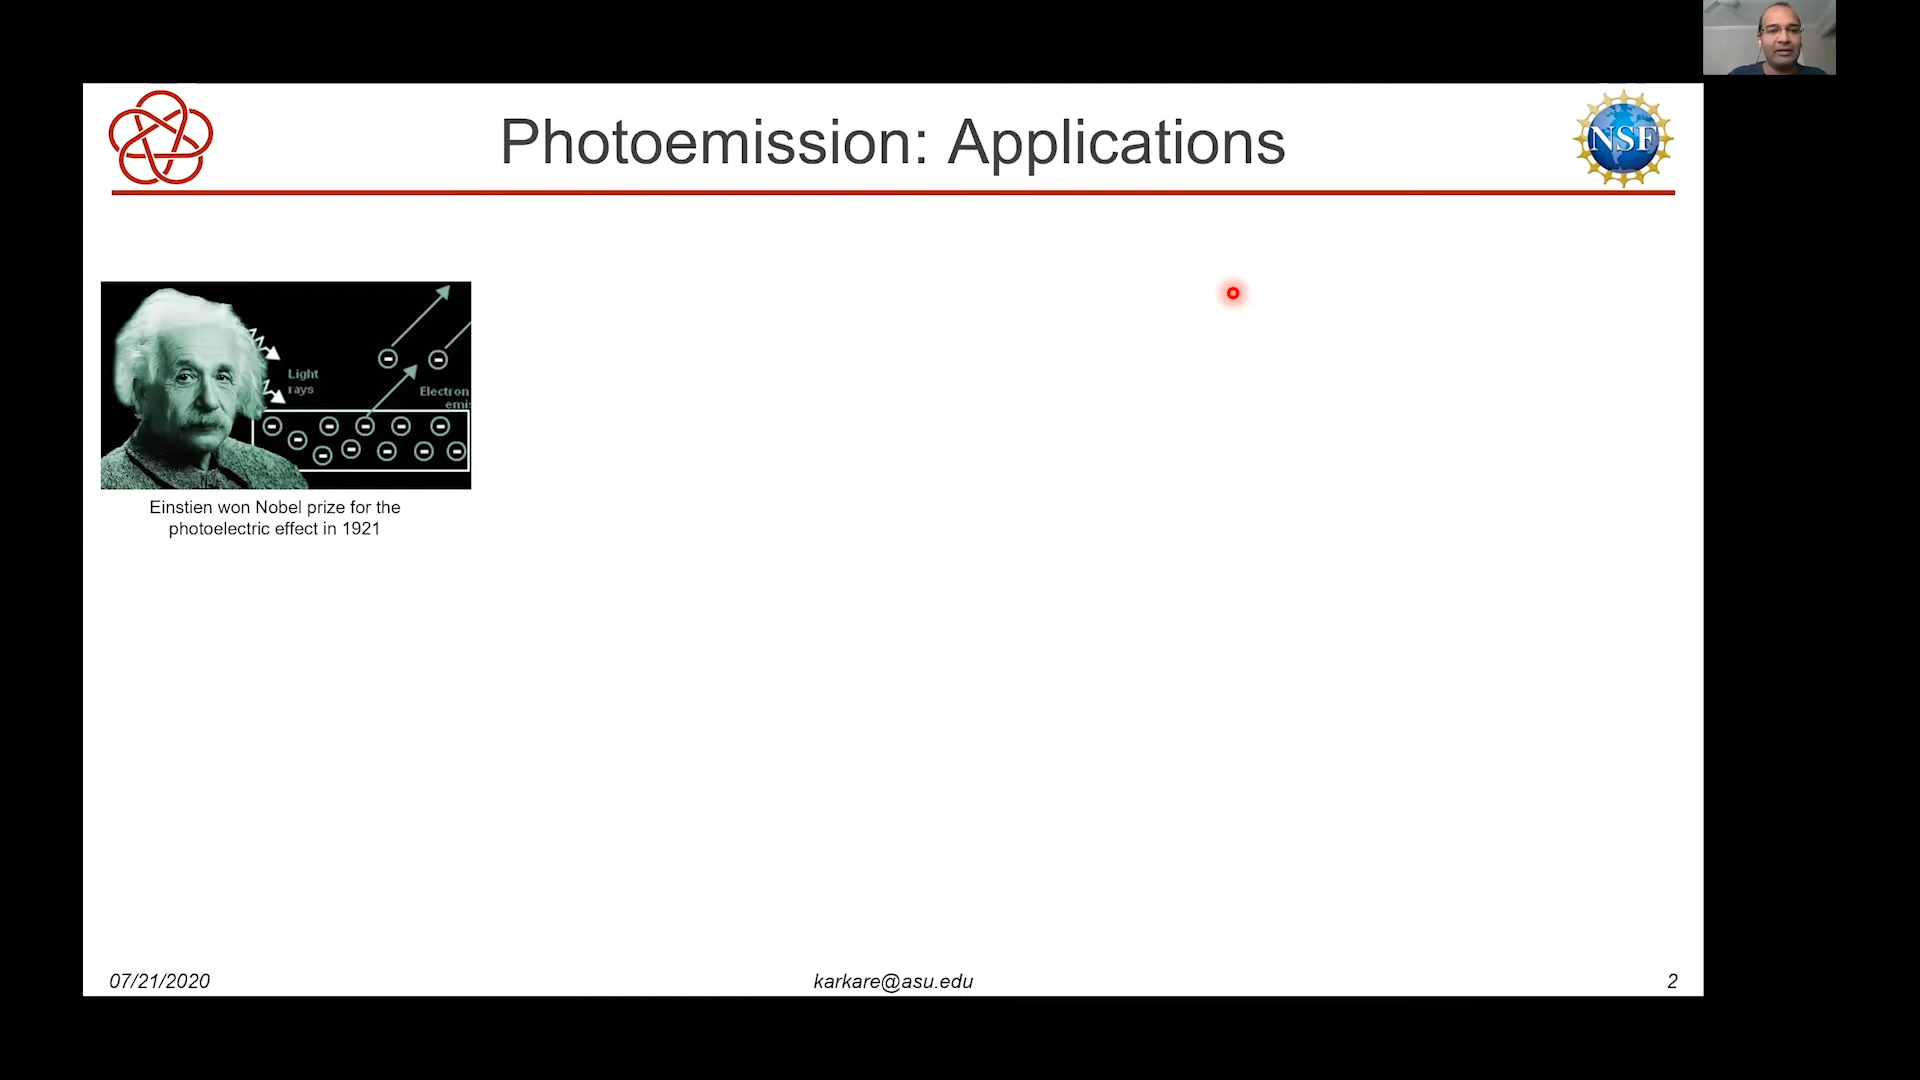 Photoemission: Applications
NSF
Light
rays
Electron
emis
Einstien won Nobel prize for the
photoelectric effect in 1921
07/21/2020
karkare@asu.edu
2